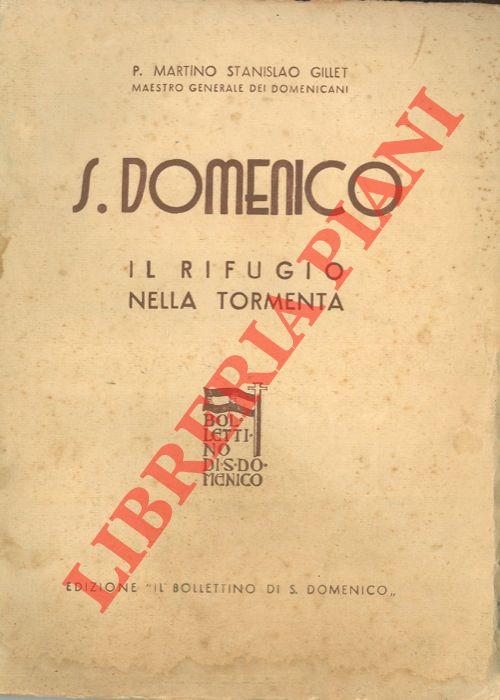 P. MARTINO STANISLAO GILLET
MAESTRO GENERALE DEI DOMENICANI
S. DOMENICO
IL RIFUGIO
NELLA TORMENTA
BOL-
LETTI-
NO
DI·S·DO-
MENICO
EDIZIONE "IL BOLLETTINO DI S. DOMENICO„
LIBRERIA PIANI